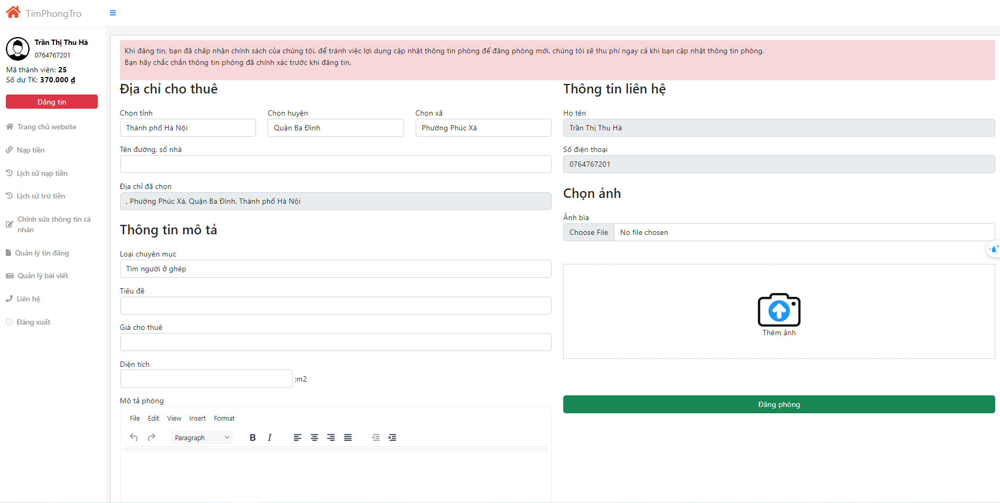 TimPhongTro
Trần Thị Thu Hà
0764767201
Mã thành viên: 25
Số dư TK: 370.000 ₫
Đăng tin
Trang chủ website
Nạp tiền
Lịch sử nạp tiền
Lịch sử trừ tiền
Chỉnh sửa thông tin cá
nhân
Quản lý tin đăng
Quản lý bài viết
Liên hệ
Đăng xuất
Khi đăng tin, bạn đã chấp nhận chính sách của chúng tôi, để tránh việc lợi dụng cập nhật thông tin phòng để đăng phòng mới, chúng tôi sẽ thu phí ngay cả khi bạn cập nhật thông tin phòng.
Bạn hãy chắc chắn thông tin phòng đã chính xác trước khi đăng tin.
Địa chỉ cho thuê
Chọn tỉnh
Chọn huyện
Chọn xã
Thành phố Hà Nội
Quận Ba Đình
Phường Phúc Xá
Tên đường, số nhà
Địa chỉ đã chọn
, Phường Phúc Xá, Quận Ba Đình, Thành phố Hà Nội
Thông tin mô tả
Loại chuyên mục
Tìm người ở ghép
Tiêu đề
Giá cho thuê
Diện tích
:m2
Mô tả phòng
File Edit View Insert Format
Paragraph B I
Thông tin liên hệ
Họ tên
Trần Thị Thu Hà
Số điện thoại
0764767201
Chọn ảnh
Ảnh bìa
Choose File No file chosen
Thêm ảnh
Đăng phòng